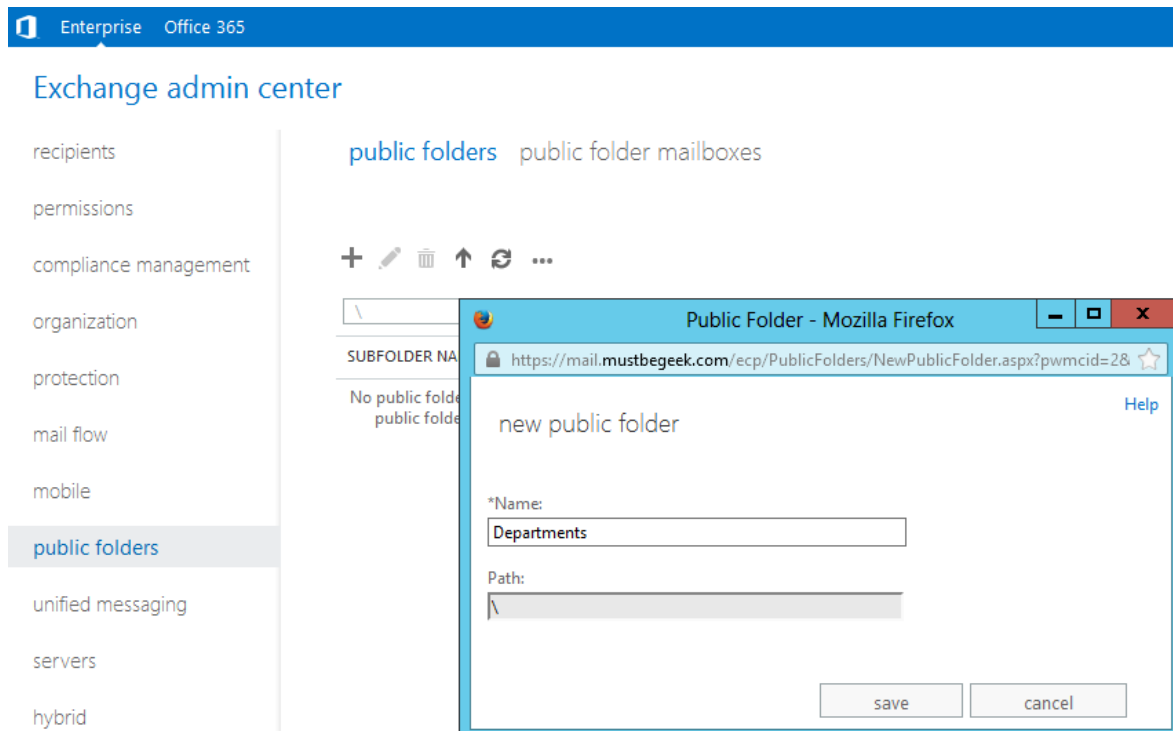 Enterprise Office 365
Exchange admin center
recipients
permissions
compliance management
organization
protection
mail flow
mobile
public folders
unified messaging
servers
hybrid
public folders public folder mailboxes
\
SUBFOLDER NA
No public folde
public folde
Public Folder - Mozilla Firefox
https://mail.mustbegeek.com/ecp/PublicFolders/NewPublicFolder.aspx?pwmcid=2&
Help
new public folder
*Name:
Departments
Path:
\
save cancel